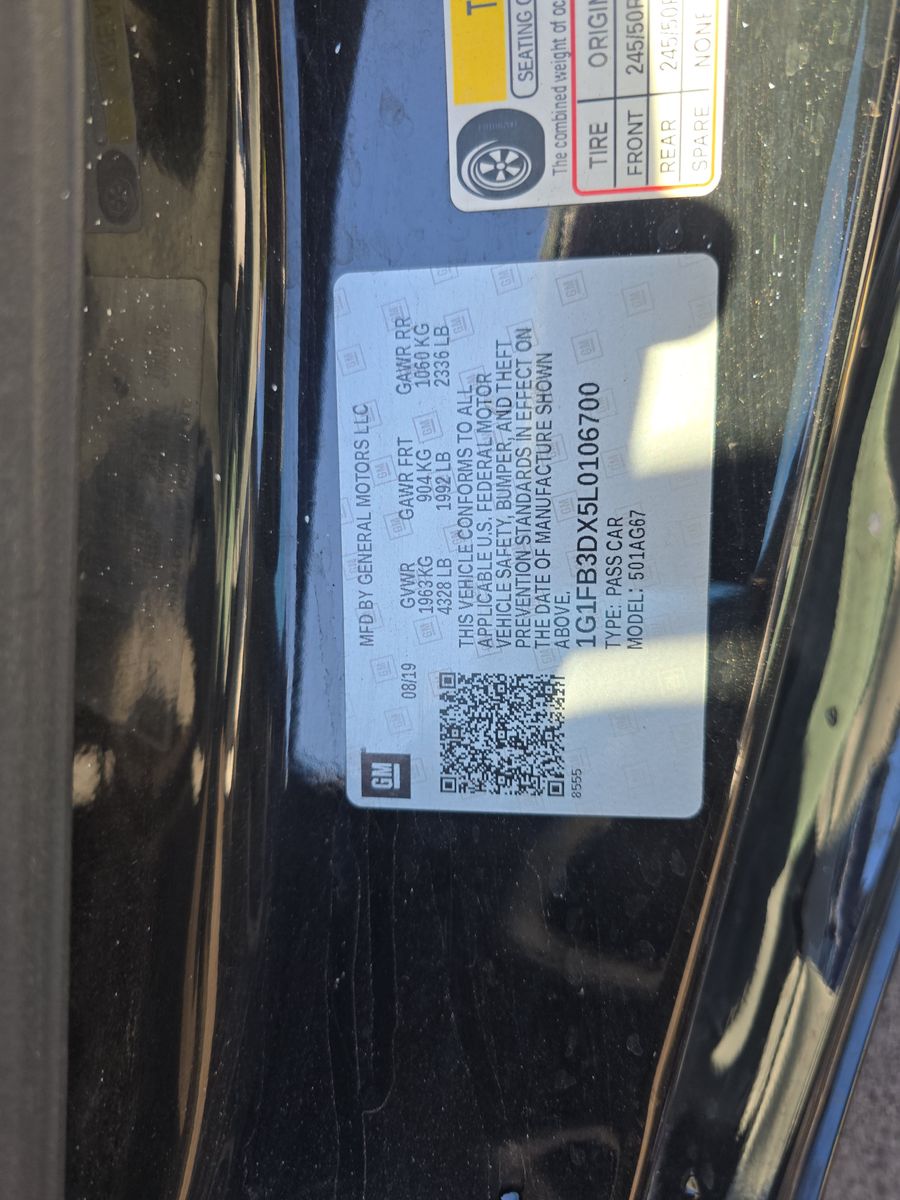 GM
MFD BY GENERAL MOTORS LLC
08/19
GVWR GAWR FRT GAWR RR
1963KG 904 KG 1060 KG
4328 LB 1992 LB 2336 LB
THIS VEHICLE CONFORMS TO ALL
APPLICABLE U.S. FEDERAL MOTOR
VEHICLE SAFETY, BUMPER, AND THEFT
PREVENTION STANDARDS IN EFFECT ON
THE DATE OF MANUFACTURE SHOWN
ABOVE.
1G1FB3DX5L0106700
TYPE: PASS CAR
MODEL: 501AG67
8555
SEATING
The combined weight of
TIRE
FRONT 245/50
REAR 245/50
SPARE NONE